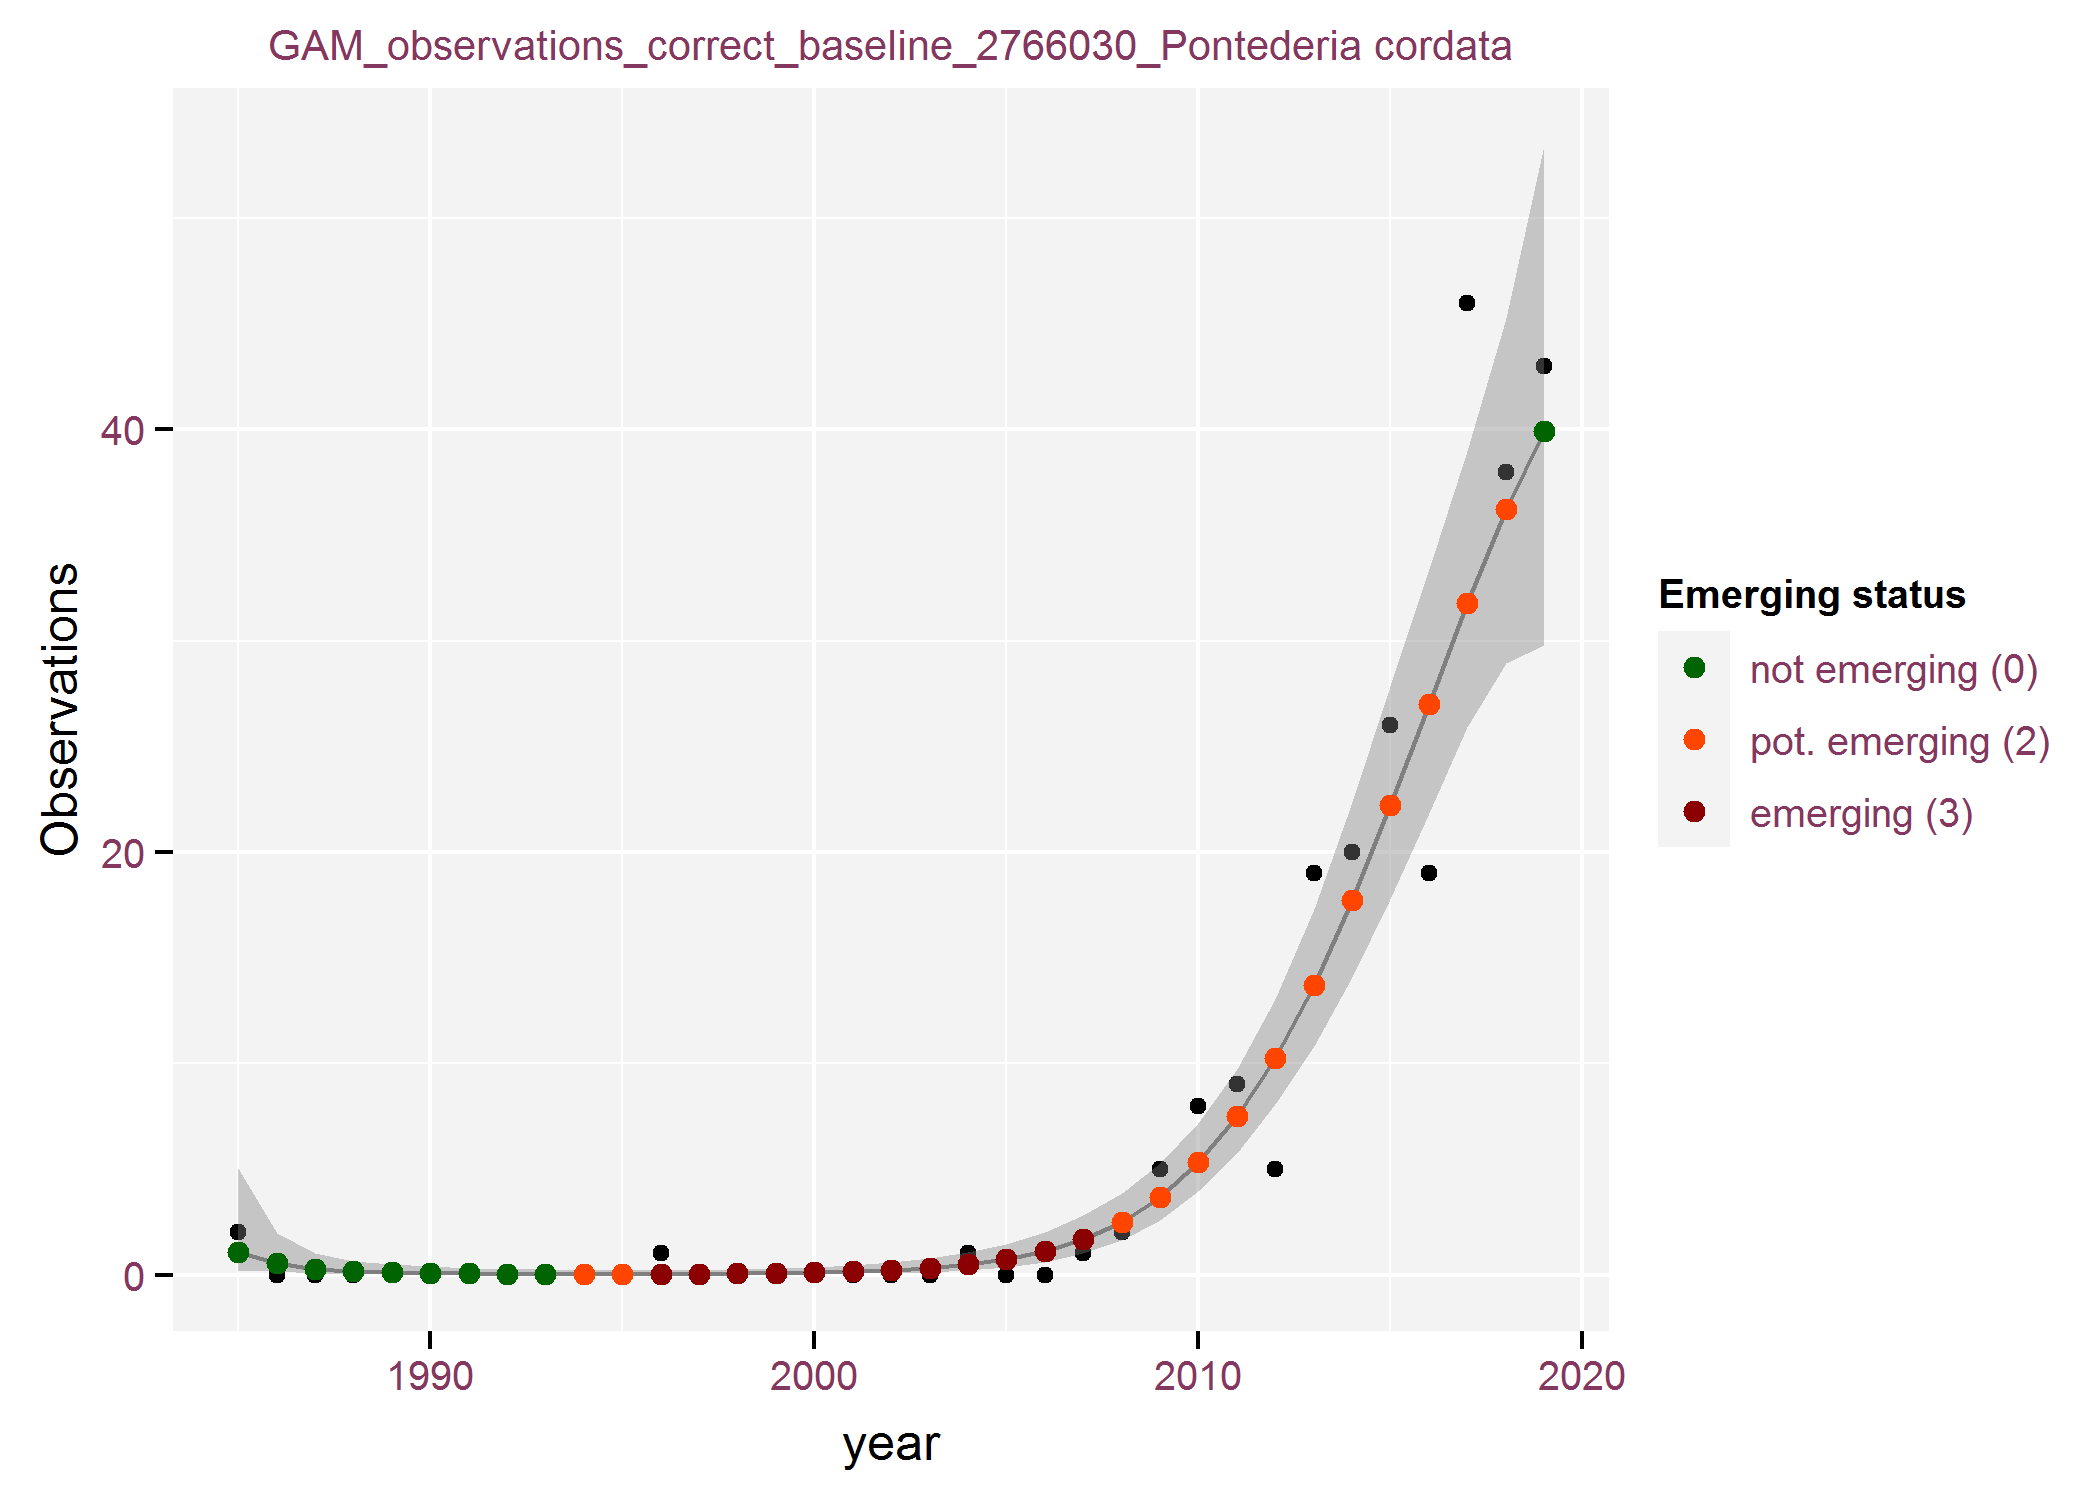 GAM_observations_correct_baseline_2766030_Pontederia cordata
Observations
40
20
0
1990
2000
2010
2020
year
Emerging status
not emerging (0)
pot. emerging (2)
emerging (3)